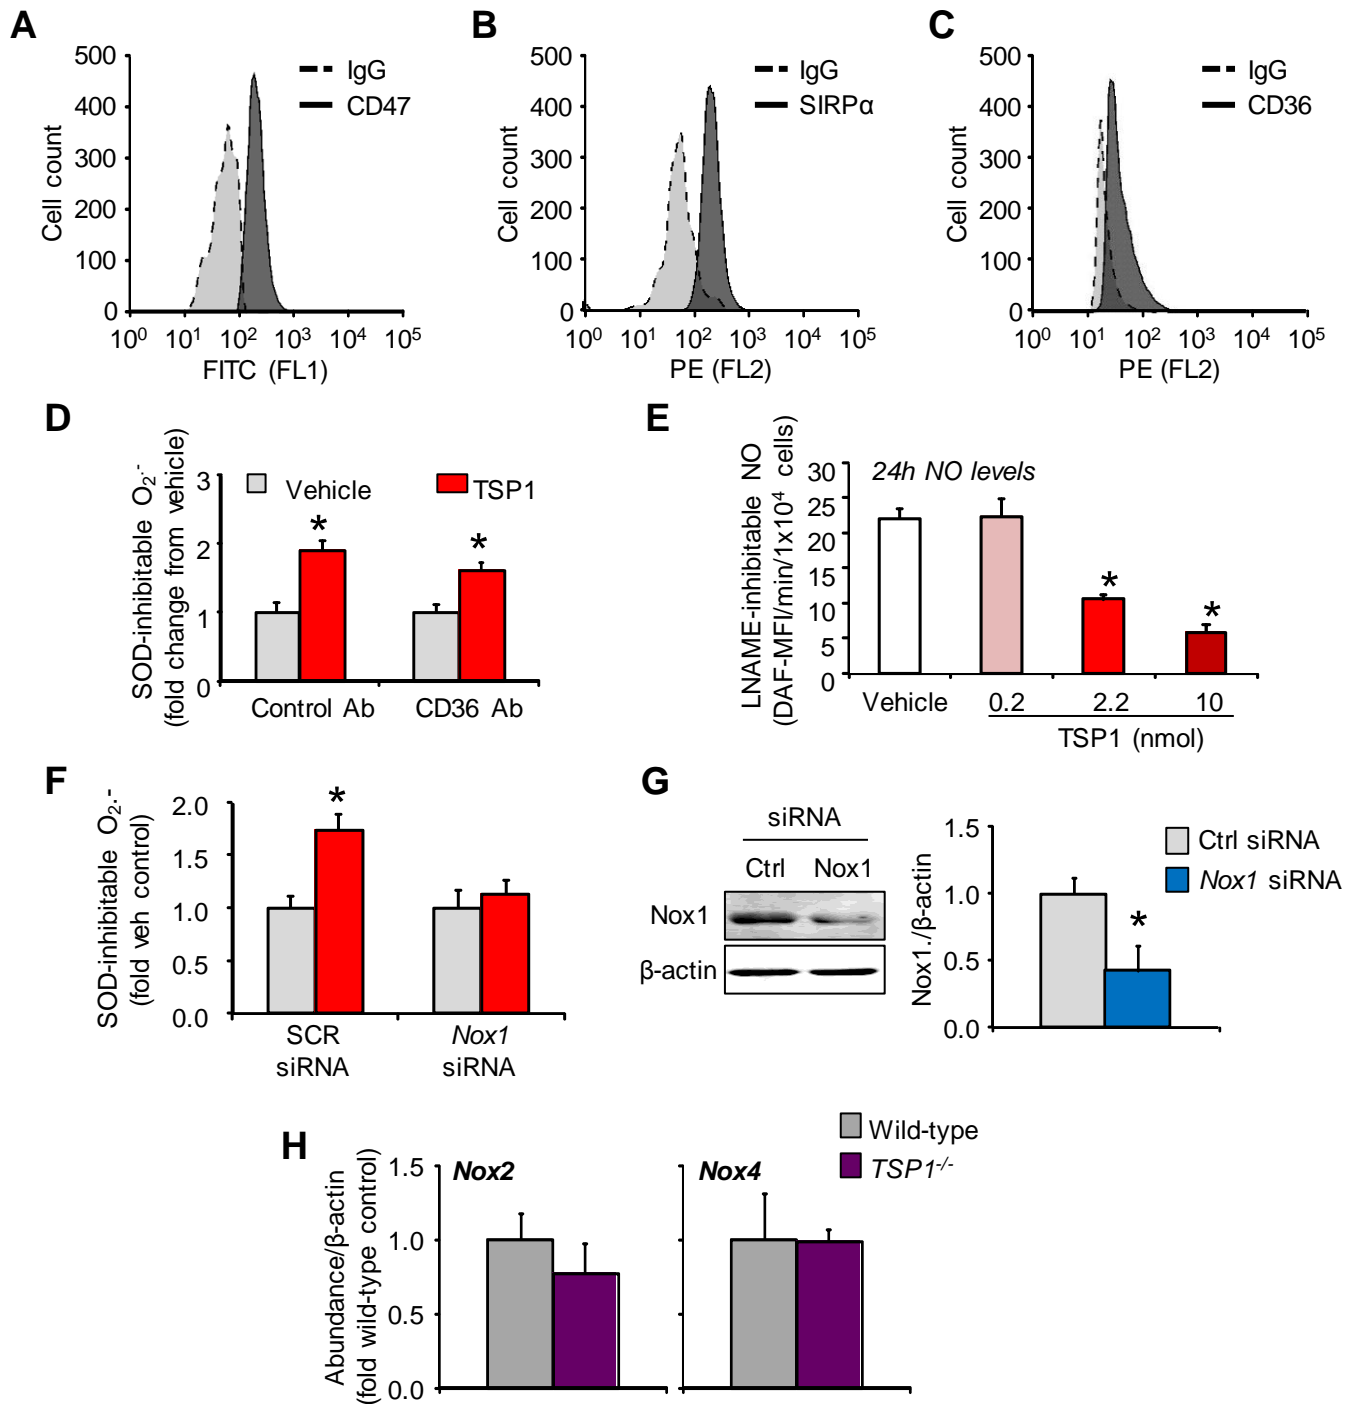 A
500
400
300
200
100
0
Cell count
IgG
CD47
10⁰ 10¹ 10² 10³ 10⁴ 10⁵
FITC (FL1)
B
500
400
300
200
100
0
Cell count
IgG
SIRPα
10⁰ 10¹ 10² 10³ 10⁴ 10⁵
PE (FL2)
C
500
400
300
200
100
0
Cell count
IgG
CD36
10⁰ 10¹ 10² 10³ 10⁴ 10⁵
PE (FL2)
D
SOD-inhibitable O₂·⁻
(fold change from vehicle)
3
2
1
0
Vehicle
TSP1
*
*
Control Ab CD36 Ab
E
LNAME-inhibitable NO
(DAF-MFI/min/1x10⁴ cells)
30
25
20
15
10
5
0
24h NO levels
*
*
Vehicle 0.2 2.2 10
TSP1 (nmol)
F
SOD-inhibitable O₂.-
(fold veh control)
2.0
1.5
1.0
0.5
0.0
*
SCR Nox1
siRNA siRNA
G
siRNA
Ctrl Nox1
Nox1
β-actin
Nox1./β-actin
1.5
1.0
0.5
0.0
*
Ctrl siRNA
Nox1 siRNA
H
Abundance/β-actin
(fold wild-type control)
1.5
1.0
0.5
0.0
Nox2
Nox4
Wild-type
TSP1⁻/⁻